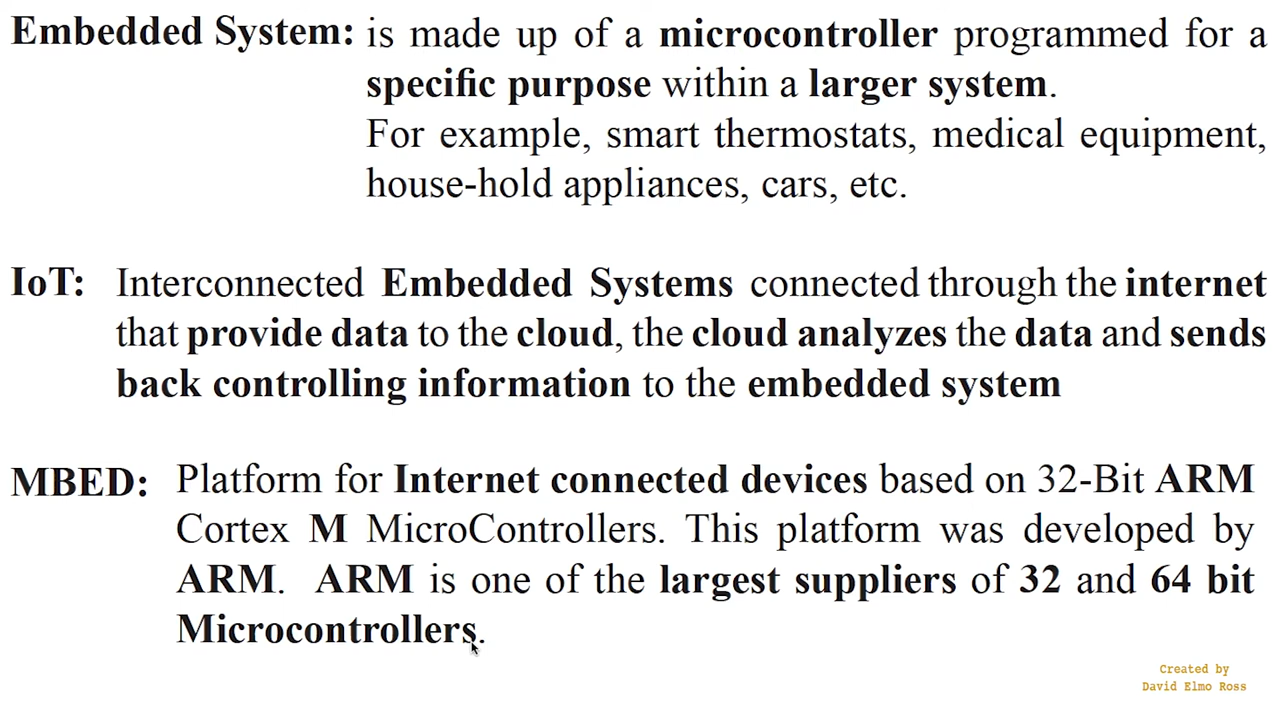 Embedded System: is made up of a microcontroller programmed for a
specific purpose within a larger system.
For example, smart thermostats, medical equipment,
house-hold appliances, cars, etc.
IoT: Interconnected Embedded Systems connected through the internet
that provide data to the cloud, the cloud analyzes the data and sends
back controlling information to the embedded system
MBED: Platform for Internet connected devices based on 32-Bit ARM
Cortex M MicroControllers. This platform was developed by
ARM. ARM is one of the largest suppliers of 32 and 64 bit
Microcontrollers.
Created by
David Elmo Ross